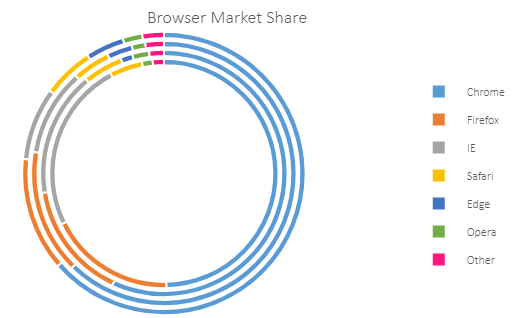 Browser Market Share
Chrome
Firefox
IE
Safari
Edge
Opera
Other